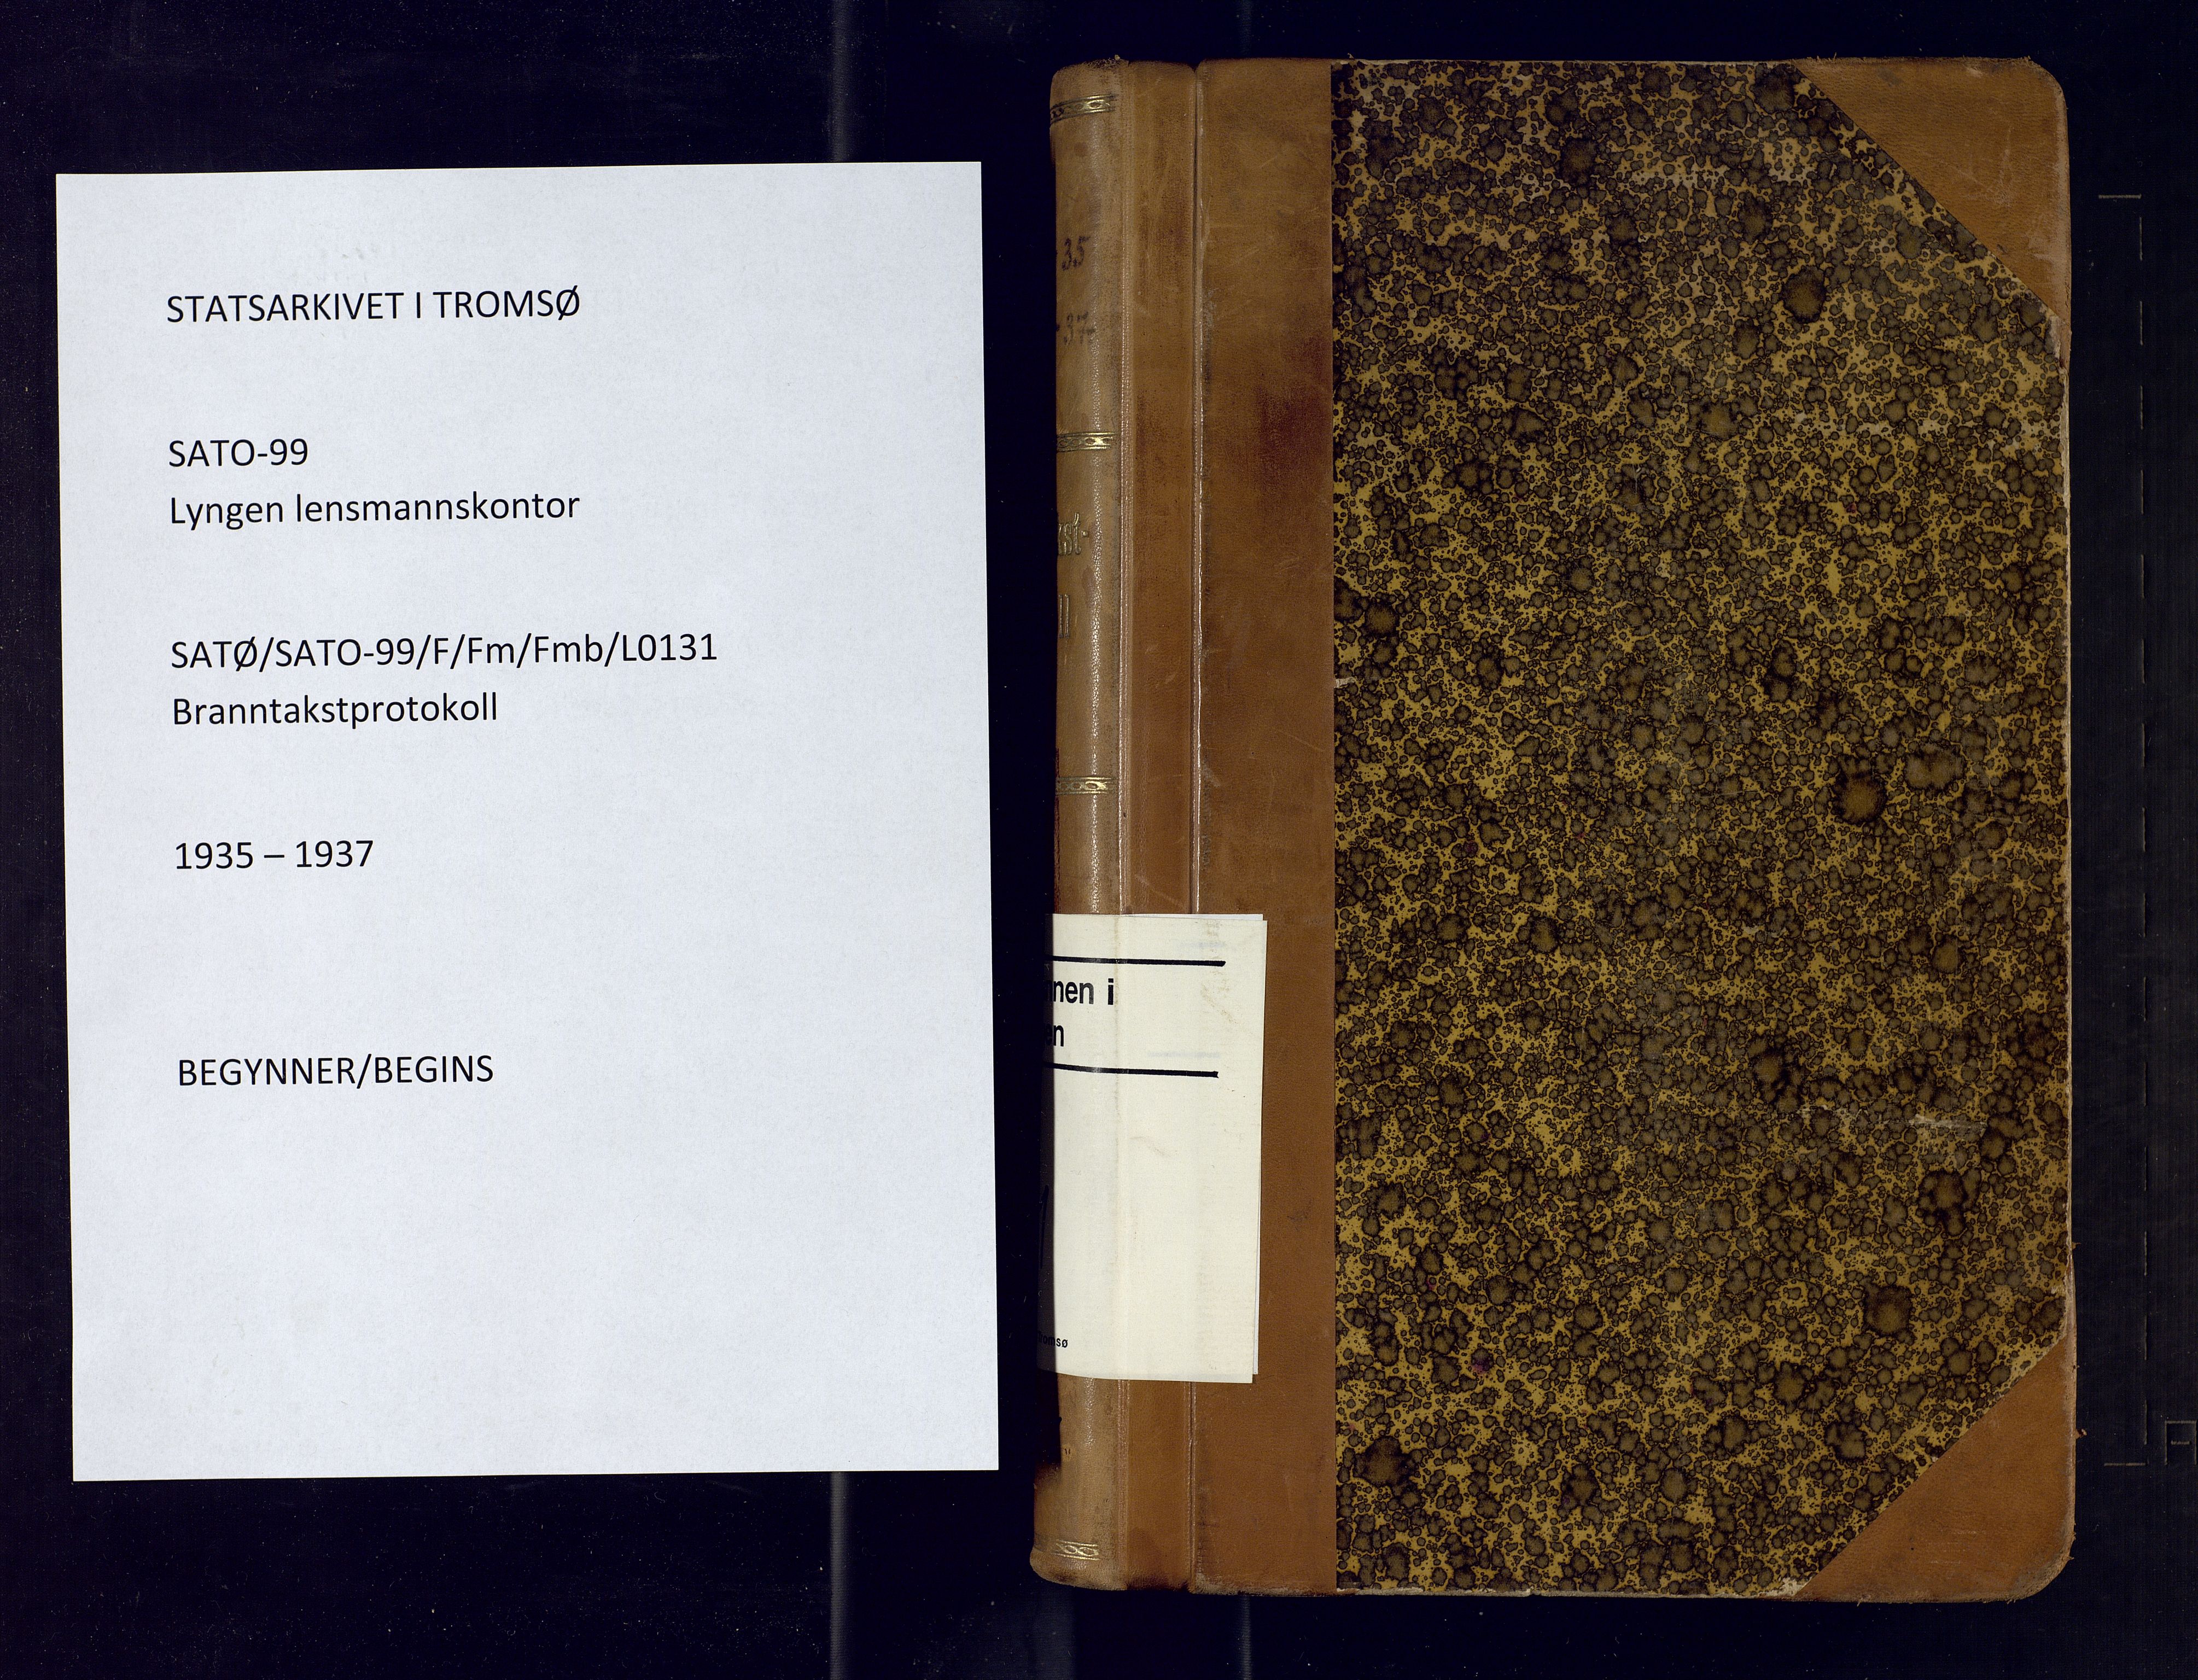 STATSARKIVET I TROMSØ
SATO-99
Lyngen lensmannskontor
SATØ/SATO-99/F/Fm/Fmb/L0131
Branntakstprotokoll
1935 – 1937
BEGYNNER/BEGINS
35
37
i